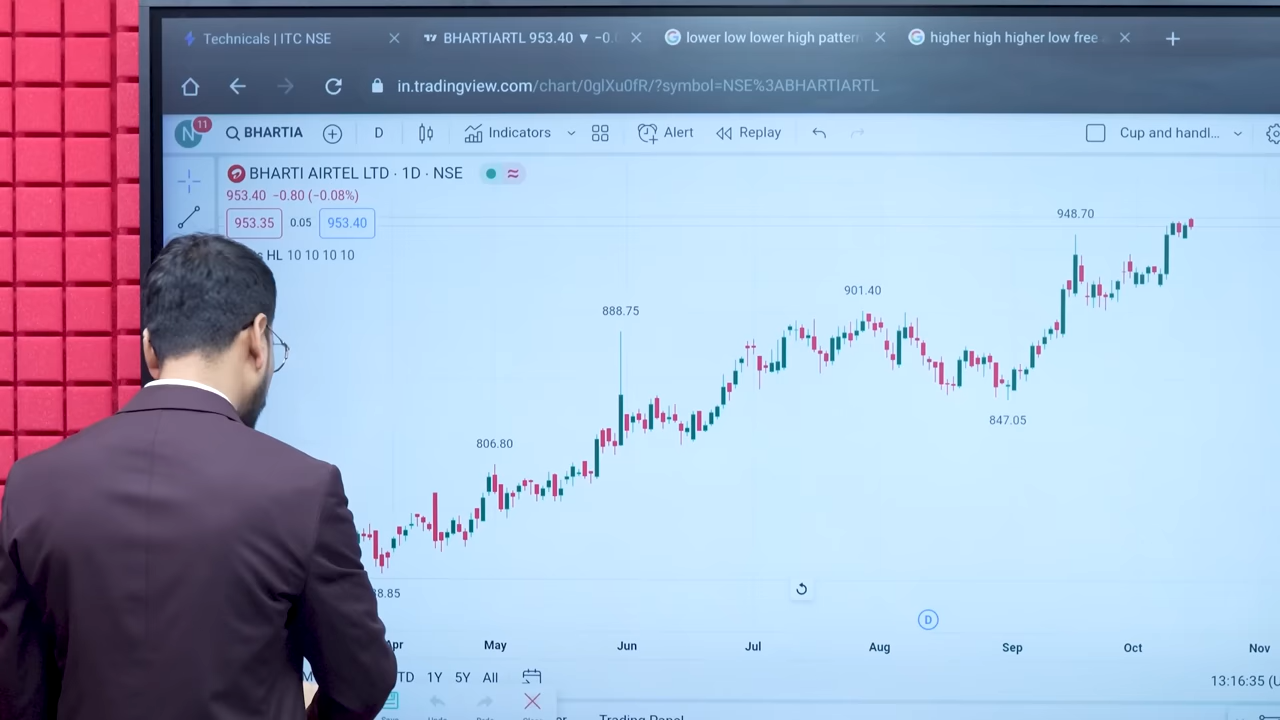 Technicals | ITC NSE
BHARTIARTL 953.40 ▼ −0.
lower low lower high pattern
higher high higher low free
in.tradingview.com/chart/0glXu0fR/?symbol=NSE%3ABHARTIARTL
N 11
BHARTIA
D
Indicators
Alert
Replay
Cup and handl...
BHARTI AIRTEL LTD · 1D · NSE
953.40 −0.80 (−0.08%)
953.35 0.05 953.40
HL 10 10 10 10
948.70
888.75
901.40
847.05
806.80
8.85
D
Apr May Jun Jul Aug Sep Oct Nov
TD 1Y 5Y All
13:16:35 (U
Trading Panel